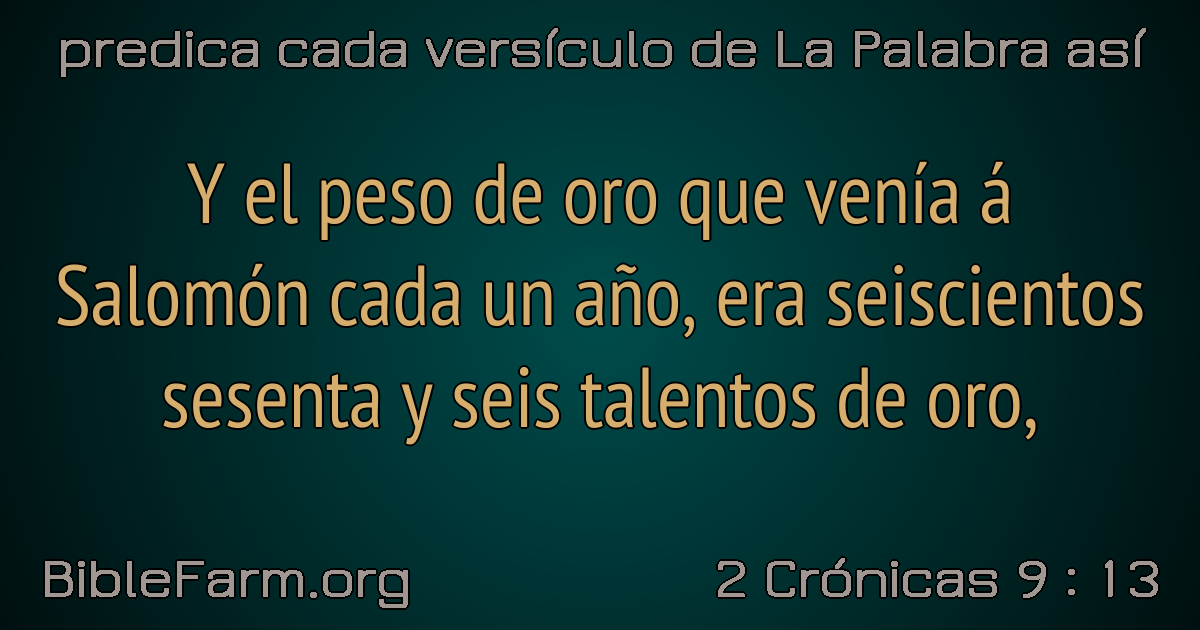 predica cada versículo de La Palabra así
Y el peso de oro que venía á
Salomón cada un año, era seiscientos
sesenta y seis talentos de oro,
BibleFarm.org
2 Crónicas 9 : 13